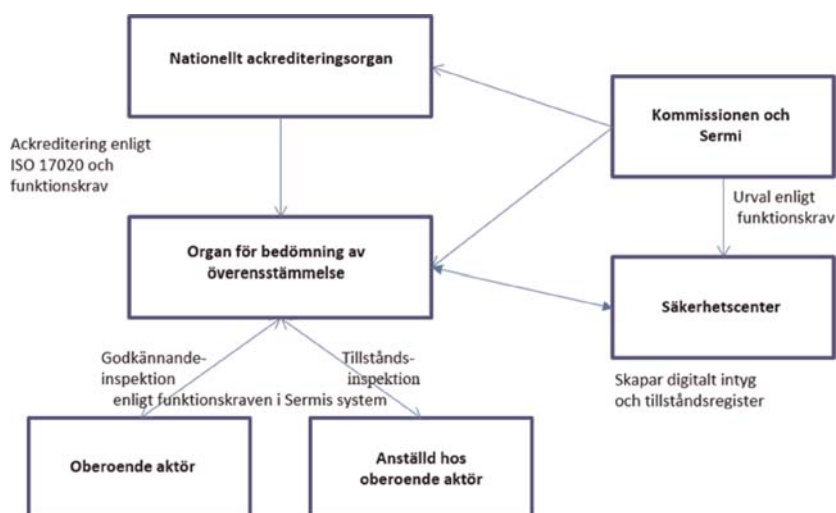 Nationellt ackrediteringsorgan
Kommissionen och
Sermi
Ackreditering enligt
ISO 17020 och
funktionskrav
Urval enligt
funktionskrav
Organ för bedömning av
överensstämmelse
Säkerhetscenter
Godkännande-
inspektion
Tillstånds-
inspektion
enligt funktionskraven i Sermis system
Skapar digitalt intyg
och tillståndsregister
Oberoende aktör
Anställd hos
oberoende aktör